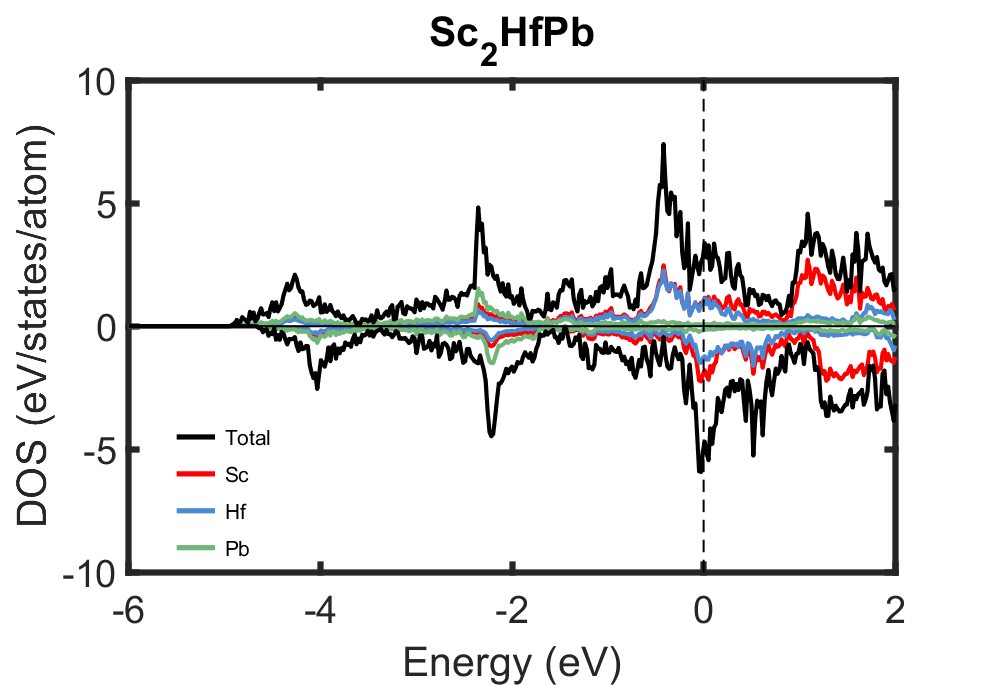 Sc2HfPb
10
5
0
-5
-10
DOS (eV/states/atom)
Total
Sc
Hf
Pb
-6 -4 -2 0 2
Energy (eV)